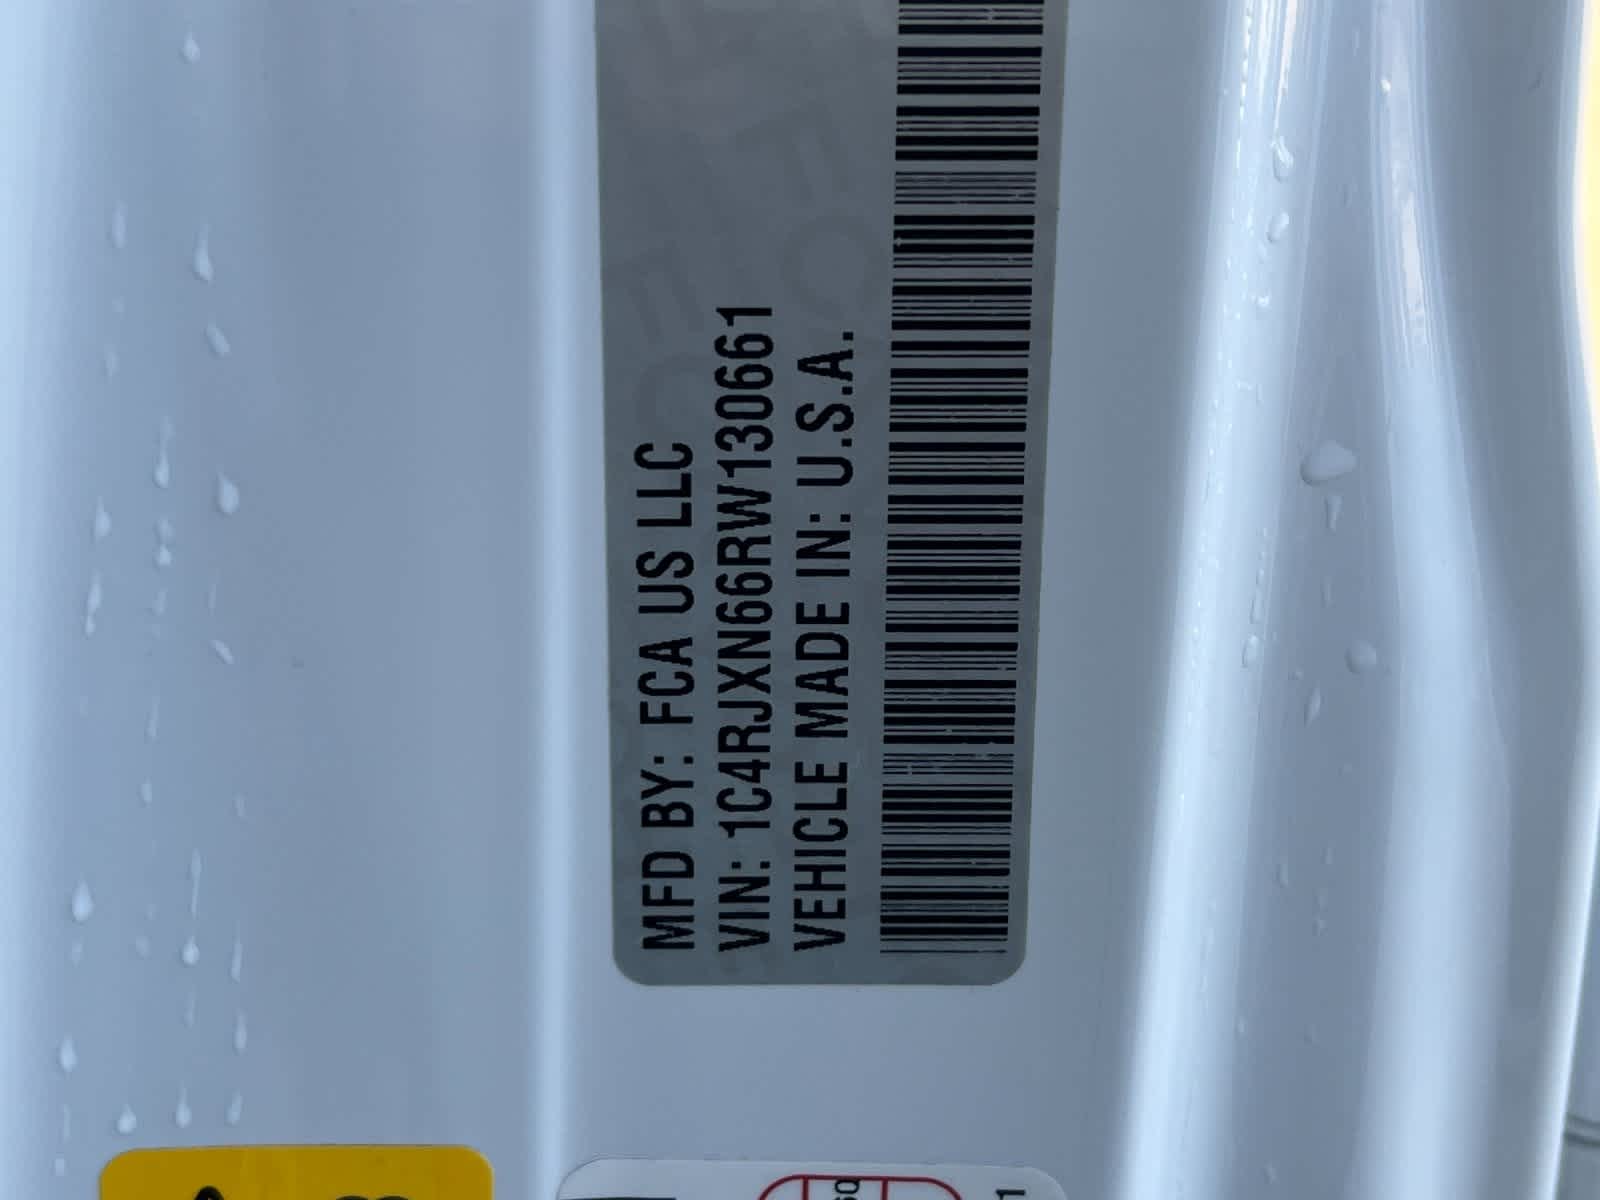 MFD BY: FCA US LLC
VIN: 1C4RJXN66RW130661
VEHICLE MADE IN: U.S.A.